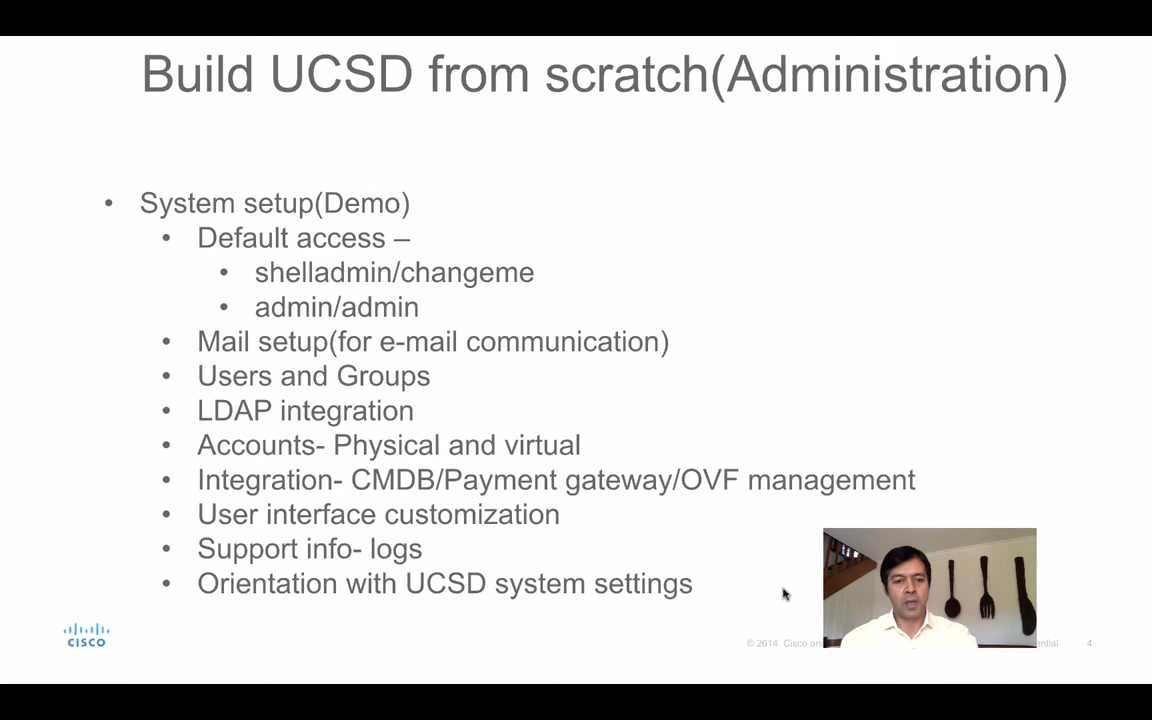 Build UCSD from scratch(Administration)
• System setup(Demo)
• Default access –
• shelladmin/changeme
• admin/admin
• Mail setup(for e-mail communication)
• Users and Groups
• LDAP integration
• Accounts- Physical and virtual
• Integration- CMDB/Payment gateway/OVF management
• User interface customization
• Support info- logs
• Orientation with UCSD system settings
CISCO
© 2014 Cisco 4